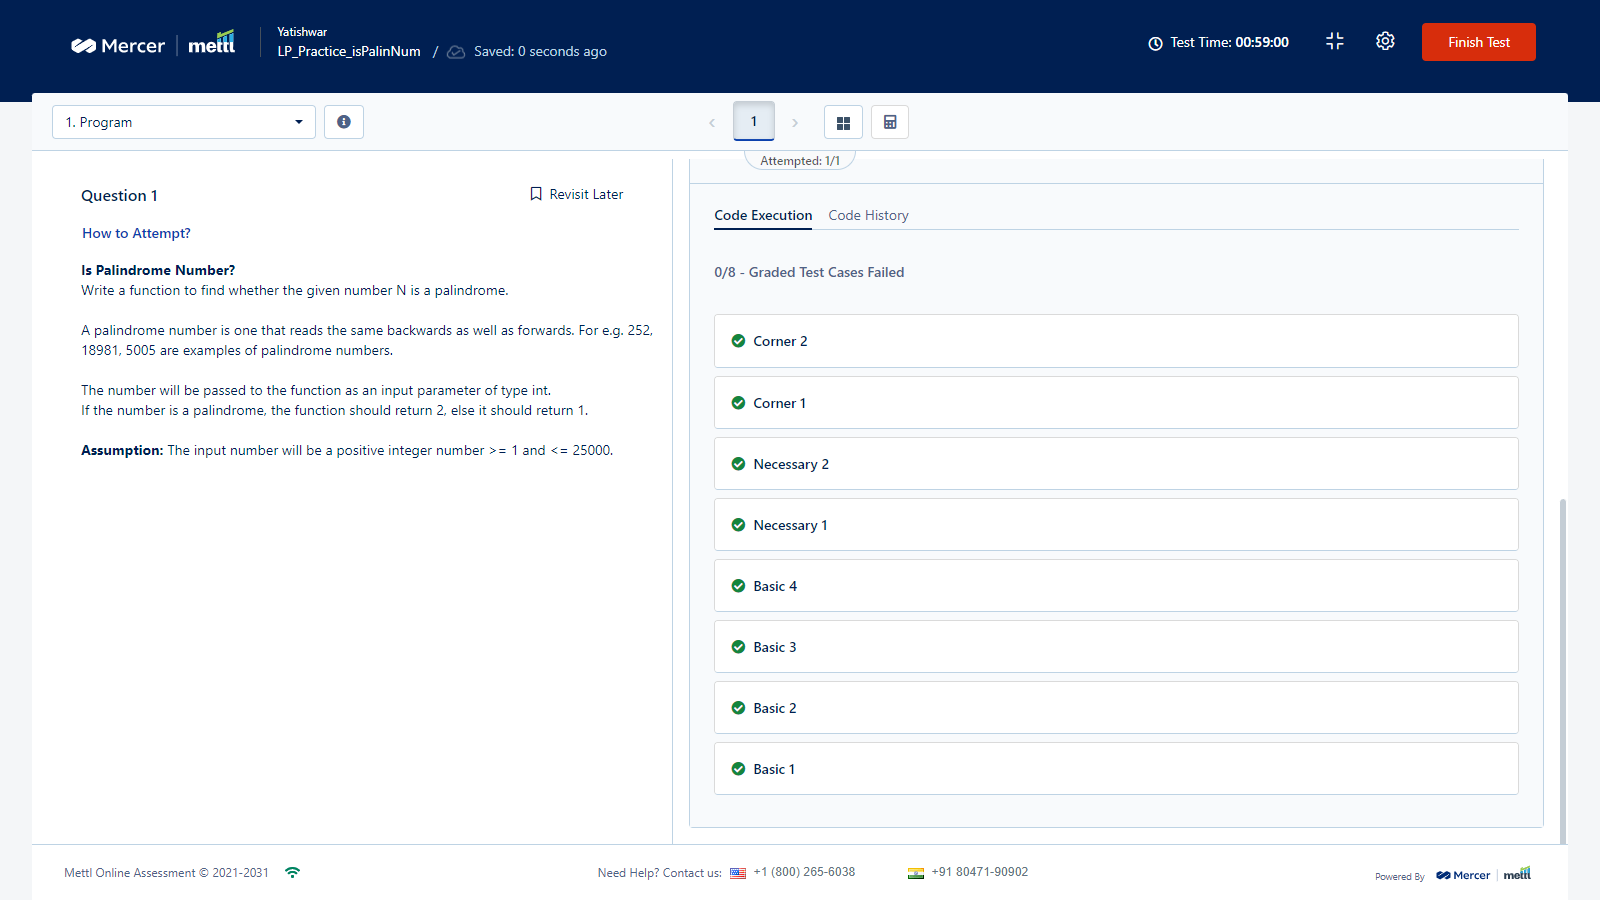 Mercer | mettl
Yatishwar
LP_Practice_isPalinNum / Saved: 0 seconds ago
Test Time: 00:59:00
Finish Test
1. Program
1
Attempted: 1/1
Question 1
Revisit Later
How to Attempt?
Is Palindrome Number?
Write a function to find whether the given number N is a palindrome.
A palindrome number is one that reads the same backwards as well as forwards. For e.g. 252,
18981, 5005 are examples of palindrome numbers.
The number will be passed to the function as an input parameter of type int.
If the number is a palindrome, the function should return 2, else it should return 1.
Assumption: The input number will be a positive integer number >= 1 and <= 25000.
Code Execution Code History
0/8 - Graded Test Cases Failed
Corner 2
Corner 1
Necessary 2
Necessary 1
Basic 4
Basic 3
Basic 2
Basic 1
Mettl Online Assessment © 2021-2031
Need Help? Contact us: +1 (800) 265-6038 +91 80471-90902
Powered By Mercer | mettl